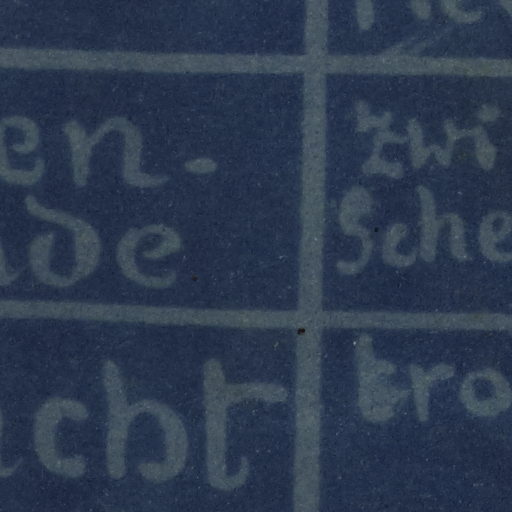 en-
de
cht
zwi
sche
tro